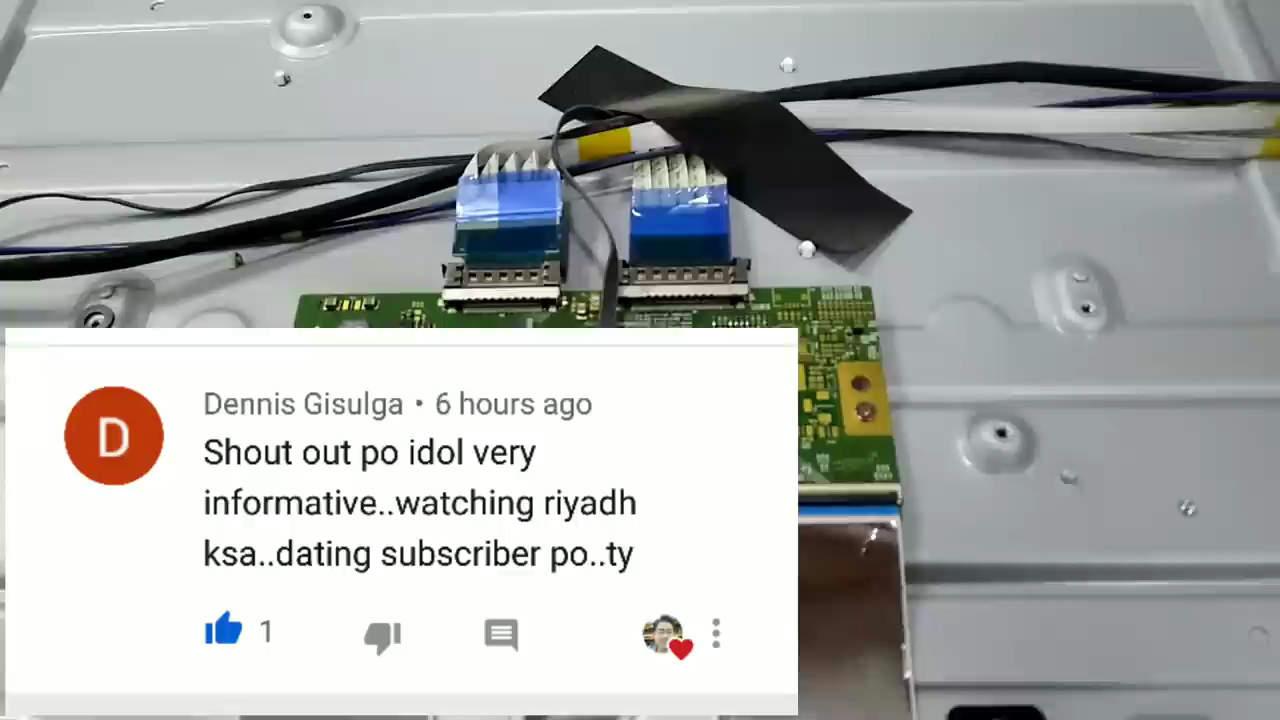 D
Dennis Gisulga • 6 hours ago
Shout out po idol very
informative..watching riyadh
ksa..dating subscriber po..ty
1